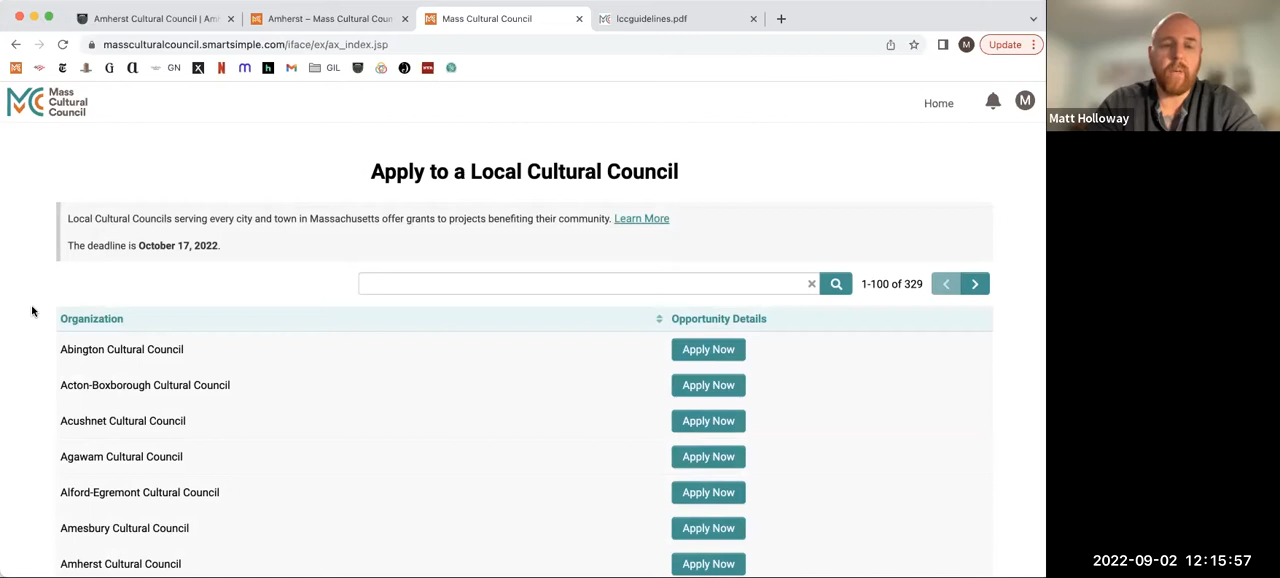 Amherst Cultural Council | Am
Amherst – Mass Cultural Coun
Mass Cultural Council
lccguidelines.pdf
massculturalcouncil.smartsimple.com/iface/ex/ax_index.jsp
M
Update
GN
GIL
Mass
Cultural
Council
Home
M
Matt Holloway
Apply to a Local Cultural Council
Local Cultural Councils serving every city and town in Massachusetts offer grants to projects benefiting their community. Learn More
The deadline is October 17, 2022.
1-100 of 329
Organization Opportunity Details
Abington Cultural Council Apply Now
Acton-Boxborough Cultural Council Apply Now
Acushnet Cultural Council Apply Now
Agawam Cultural Council Apply Now
Alford-Egremont Cultural Council Apply Now
Amesbury Cultural Council Apply Now
Amherst Cultural Council Apply Now
2022-09-02 12:15:57